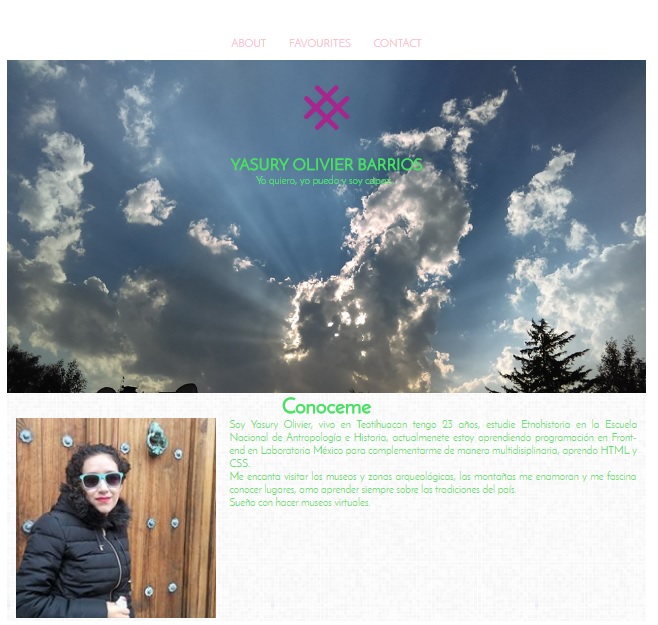 ABOUT FAVOURITES CONTACT
YASURY OLIVIER BARRIOS
Yo quiero, yo puedo y soy capaz
Conoceme
Soy Yasury Olivier, vivo en Teotihuacan tengo 23 años, estudie Etnohistoria en la Escuela
Nacional de Antropología e Historia, actualmenete estoy aprendiendo programación en Front-
end en Laboratoria México para complementarme de manera multidisiplinaria, aprendo HTML y
CSS.
Me encanta visitar los museos y zonas arqueológicas, las montañas me enamoran y me fascina
conocer lugares, amo aprender siempre sobre las tradiciones del país.
Sueño con hacer museos virtuales.